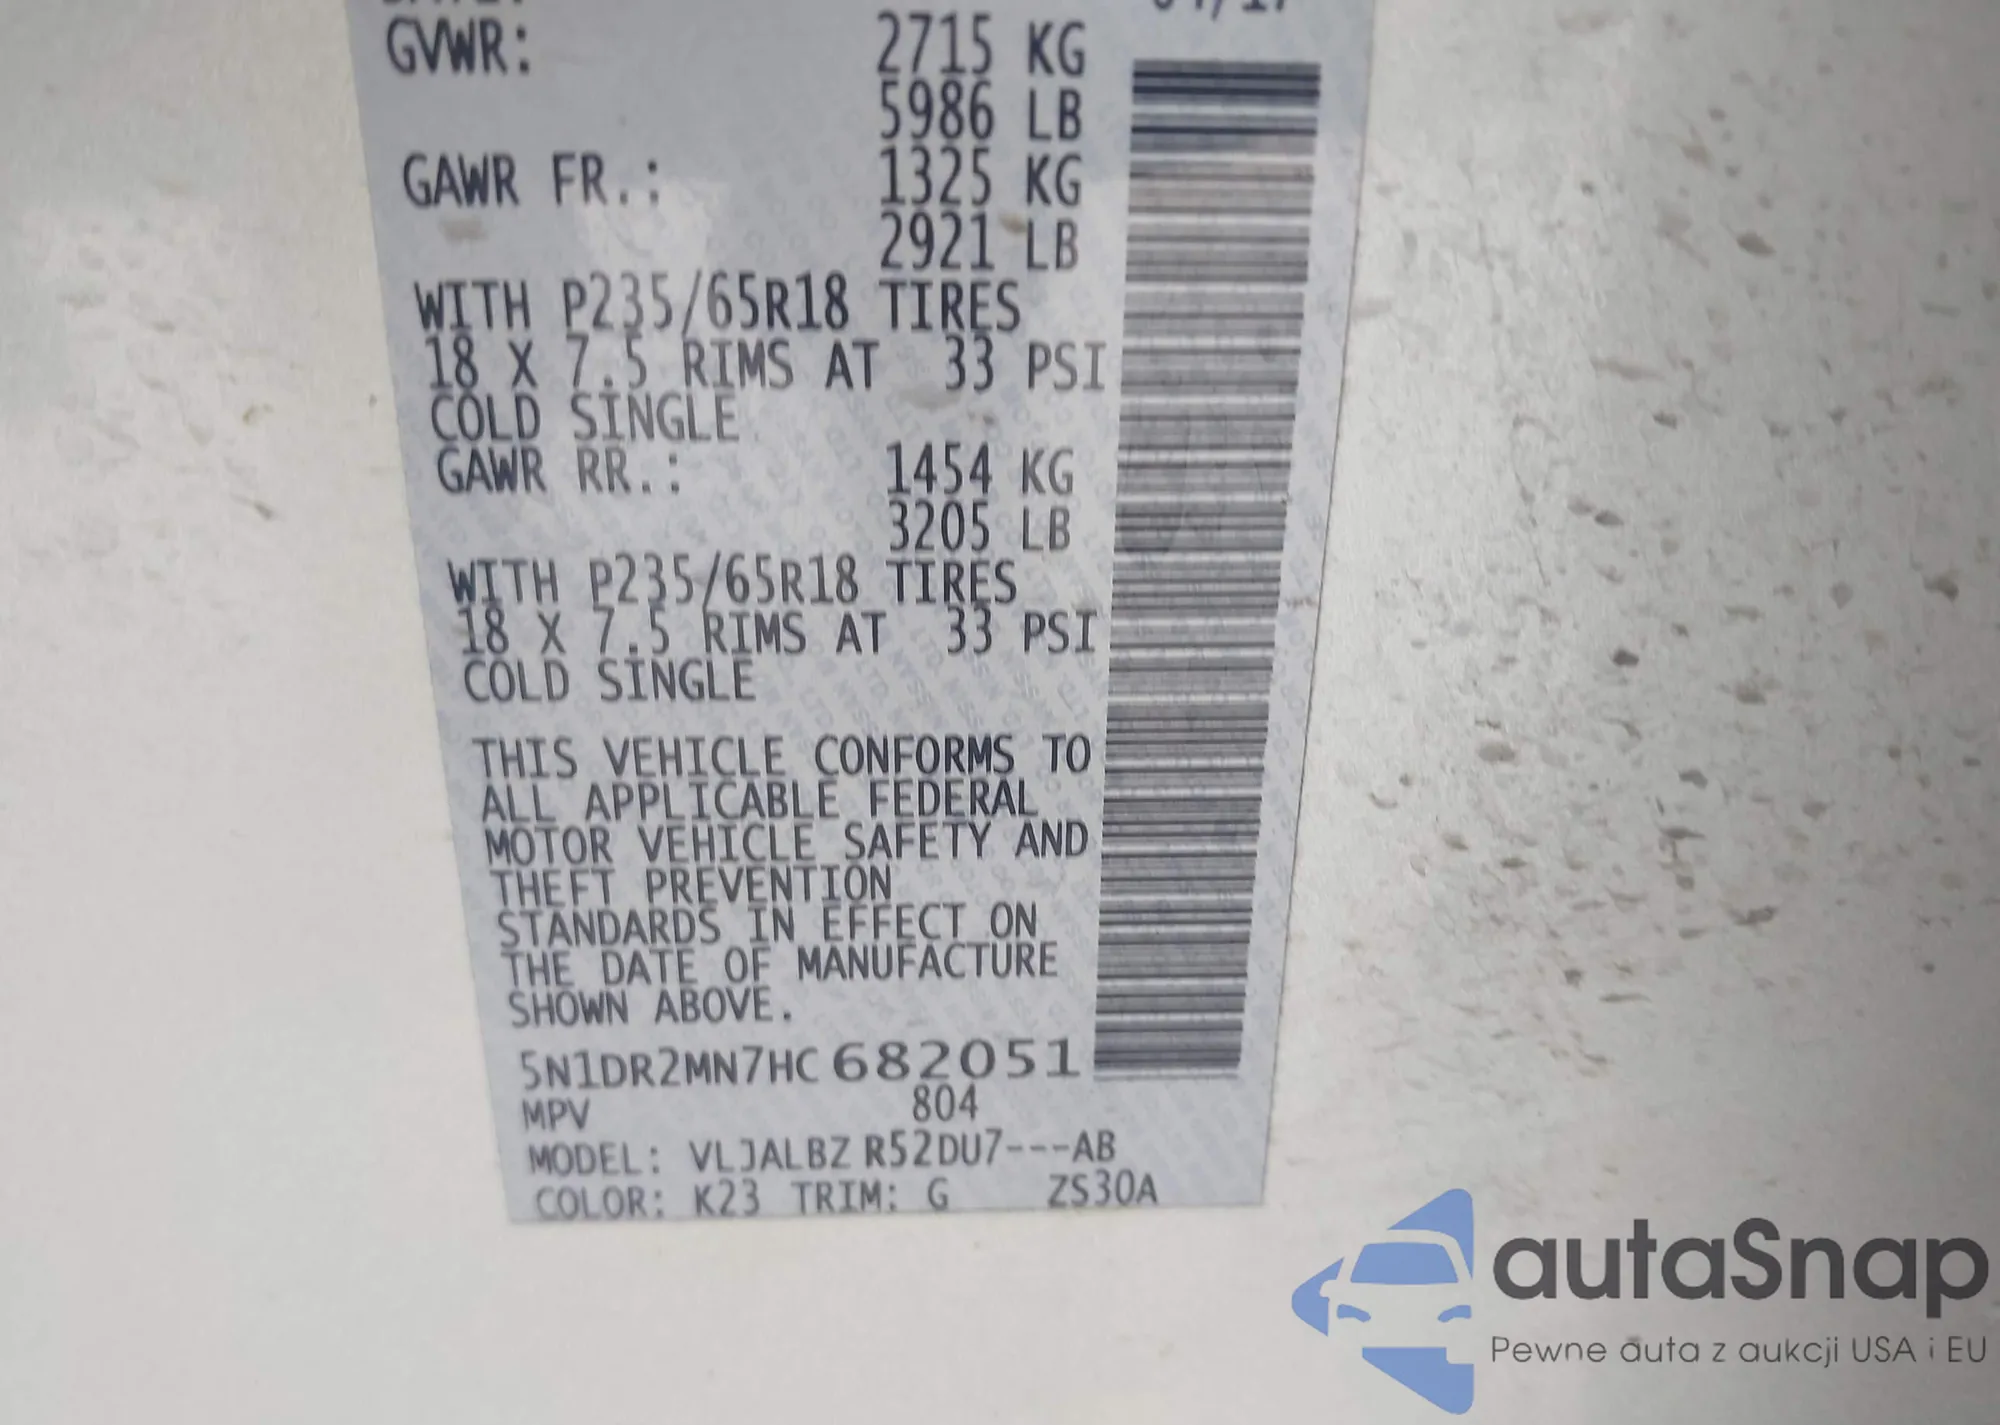 GVWR: 2715 KG
5986 LB
GAWR FR.: 1325 KG
2921 LB
WITH P235/65R18 TIRES
18 X 7.5 RIMS AT 33 PSI
COLD SINGLE
GAWR RR.: 1454 KG
3205 LB
WITH P235/65R18 TIRES
18 X 7.5 RIMS AT 33 PSI
COLD SINGLE
THIS VEHICLE CONFORMS TO
ALL APPLICABLE FEDERAL
MOTOR VEHICLE SAFETY AND
THEFT PREVENTION
STANDARDS IN EFFECT ON
THE DATE OF MANUFACTURE
SHOWN ABOVE.
5N1DR2MN7HC682051
MPV 804
MODEL: VLJALBZ R52DU7---AB
COLOR: K23 TRIM: G ZS30A
autaSnap
Pewne auta z aukcji USA i EU